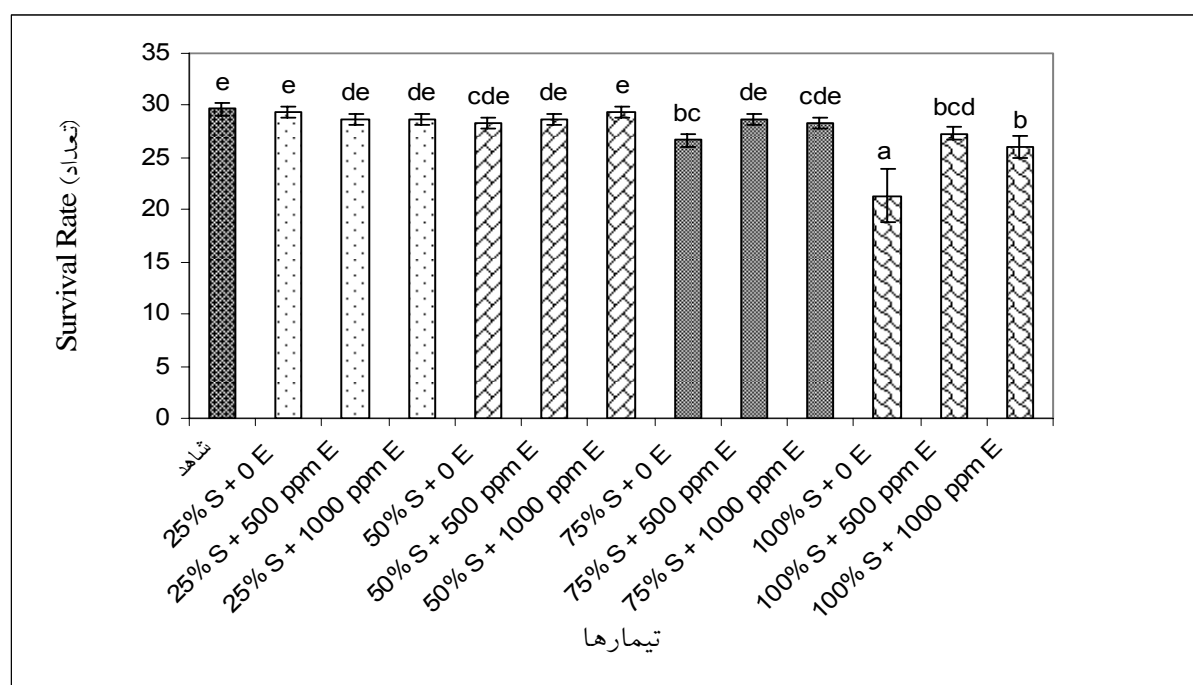 35
30
25
20
15
10
5
0
Survival Rate (تعداد)
e
e
de
de
cde
de
e
bc
de
cde
a
bcd
b
شاهد
25% S + 0 E
25% S + 500 ppm E
25% S + 1000 ppm E
50% S + 0 E
50% S + 500 ppm E
50% S + 1000 ppm E
75% S + 0 E
75% S + 500 ppm E
75% S + 1000 ppm E
100% S + 0 E
100% S + 500 ppm E
100% S + 1000 ppm E
تیمارها